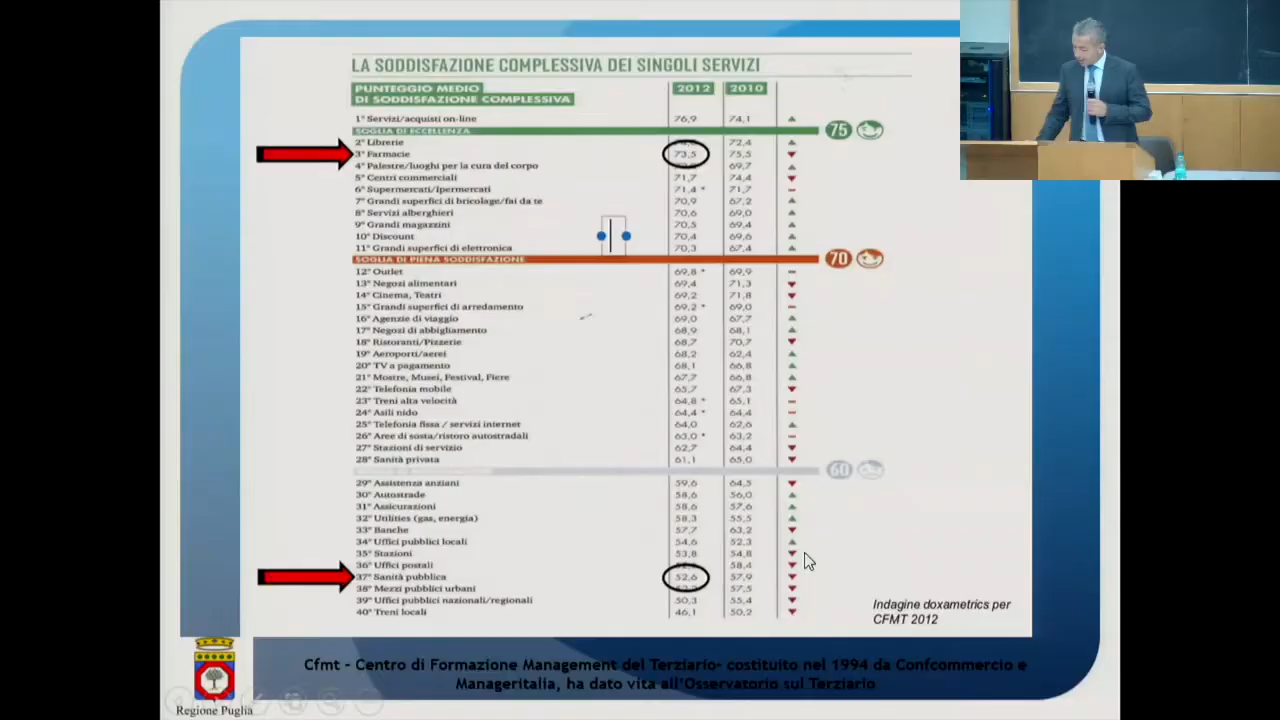 LA SODDISFAZIONE COMPLESSIVA DEI SINGOLI SERVIZI
PUNTEGGIO MEDIO DI SODDISFAZIONE COMPLESSIVA 2012 2010
1° Servizi/acquisti on-line 76,9 74,1
SOGLIA DI ECCELLENZA 75
2° Librerie 72,4
3° Farmacie 73,5 75,5
4° Palestre/luoghi per la cura del corpo 69,7
5° Centri commerciali 71,7 74,4
6° Supermercati/Ipermercati 71,4 * 71,7
7° Grandi superfici di bricolage/fai da te 70,9 67,2
8° Servizi alberghieri 70,6 69,0
9° Grandi magazzini 70,5 69,4
10° Discount 70,4 69,6
11° Grandi superfici di elettronica 70,3 67,4
SOGLIA DI PIENA SODDISFAZIONE 70
12° Outlet 69,8 * 69,9
13° Negozi alimentari 69,4 71,3
14° Cinema, Teatri 69,2 71,8
15° Grandi superfici di arredamento 69,2 * 69,0
16° Agenzie di viaggio 69,0 67,7
17° Negozi di abbigliamento 68,9 68,1
18° Ristoranti/Pizzerie 68,7 70,7
19° Aeroporti/aerei 68,2 62,4
20° TV a pagamento 68,1 66,8
21° Mostre, Musei, Festival, Fiere 67,7 66,8
22° Telefonia mobile 65,7 67,3
23° Treni alta velocità 64,8 * 65,1
24° Asili nido 64,4 * 64,4
25° Telefonia fissa / servizi internet 64,0 62,6
26° Aree di sosta/ristoro autostradali 63,0 * 63,2
27° Stazioni di servizio 62,7 64,4
28° Sanità privata 61,1 65,0
60
29° Assistenza anziani 59,6 64,5
30° Autostrade 58,6 56,0
31° Assicurazioni 58,6 57,6
32° Utilities (gas, energia) 58,3 55,5
33° Banche 57,7 63,2
34° Uffici pubblici locali 54,6 52,3
35° Stazioni 53,8 54,8
36° Uffici postali 58,4
37° Sanità pubblica 52,6 57,9
38° Mezzi pubblici urbani 57,5
39° Uffici pubblici nazionali/regionali 50,3 55,4
40° Treni locali 46,1 50,2
Indagine doxametrics per
CFMT 2012
Cfmt - Centro di Formazione Management del Terziario- costituito nel 1994 da Confcommercio e
Manageritalia, ha dato vita all'Osservatorio sul Terziario
Regione Puglia